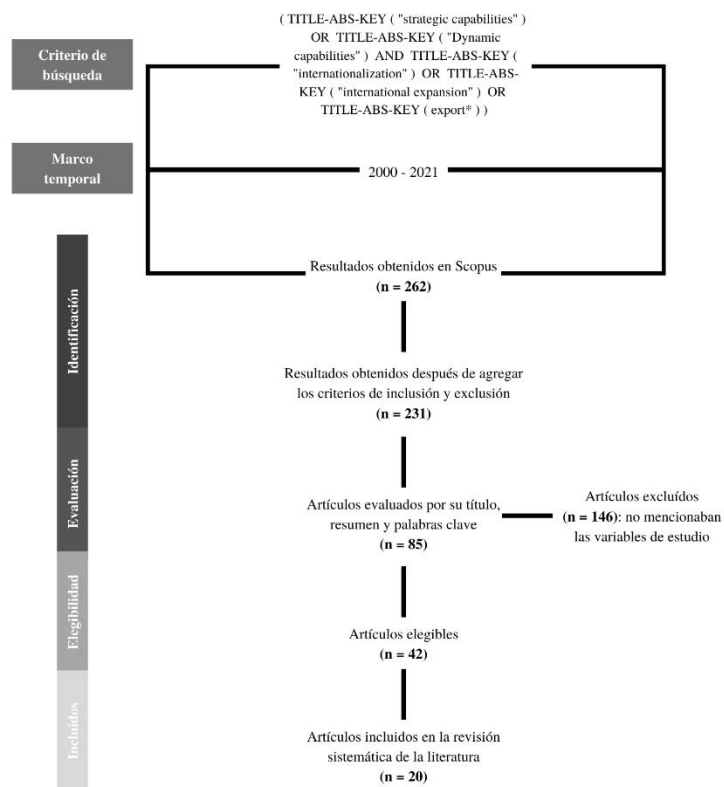 Criterio de
búsqueda
( TITLE-ABS-KEY ( "strategic capabilities" )
OR TITLE-ABS-KEY ( "Dynamic
capabilities" ) AND TITLE-ABS-KEY (
"internationalization" ) OR TITLE-ABS-
KEY ( "international expansion" ) OR
TITLE-ABS-KEY ( export* ) )
Marco
temporal
2000 - 2021
Identificación
Resultados obtenidos en Scopus
(n = 262)
Resultados obtenidos después de agregar
los criterios de inclusión y exclusión
(n = 231)
Evaluación
Artículos evaluados por su título,
resumen y palabras clave
(n = 85)
Artículos excluídos
(n = 146): no mencionaban
las variables de estudio
Elegibilidad
Artículos elegibles
(n = 42)
Incluidos
Artículos incluidos en la revisión
sistemática de la literatura
(n = 20)